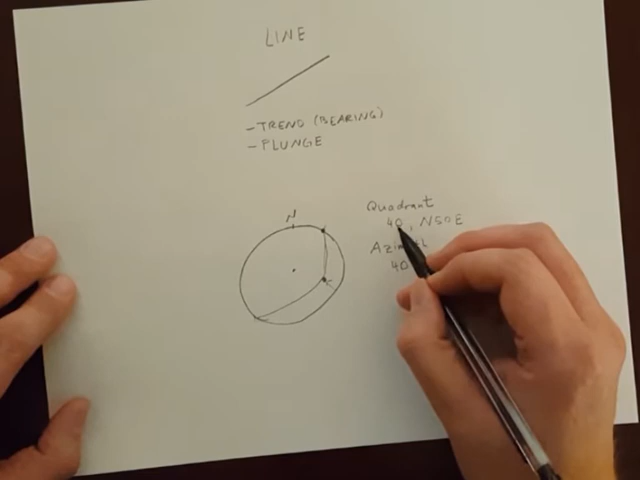 LINE
- TREND (BEARING)
- PLUNGE
N
Quadrant
40, N50E
40